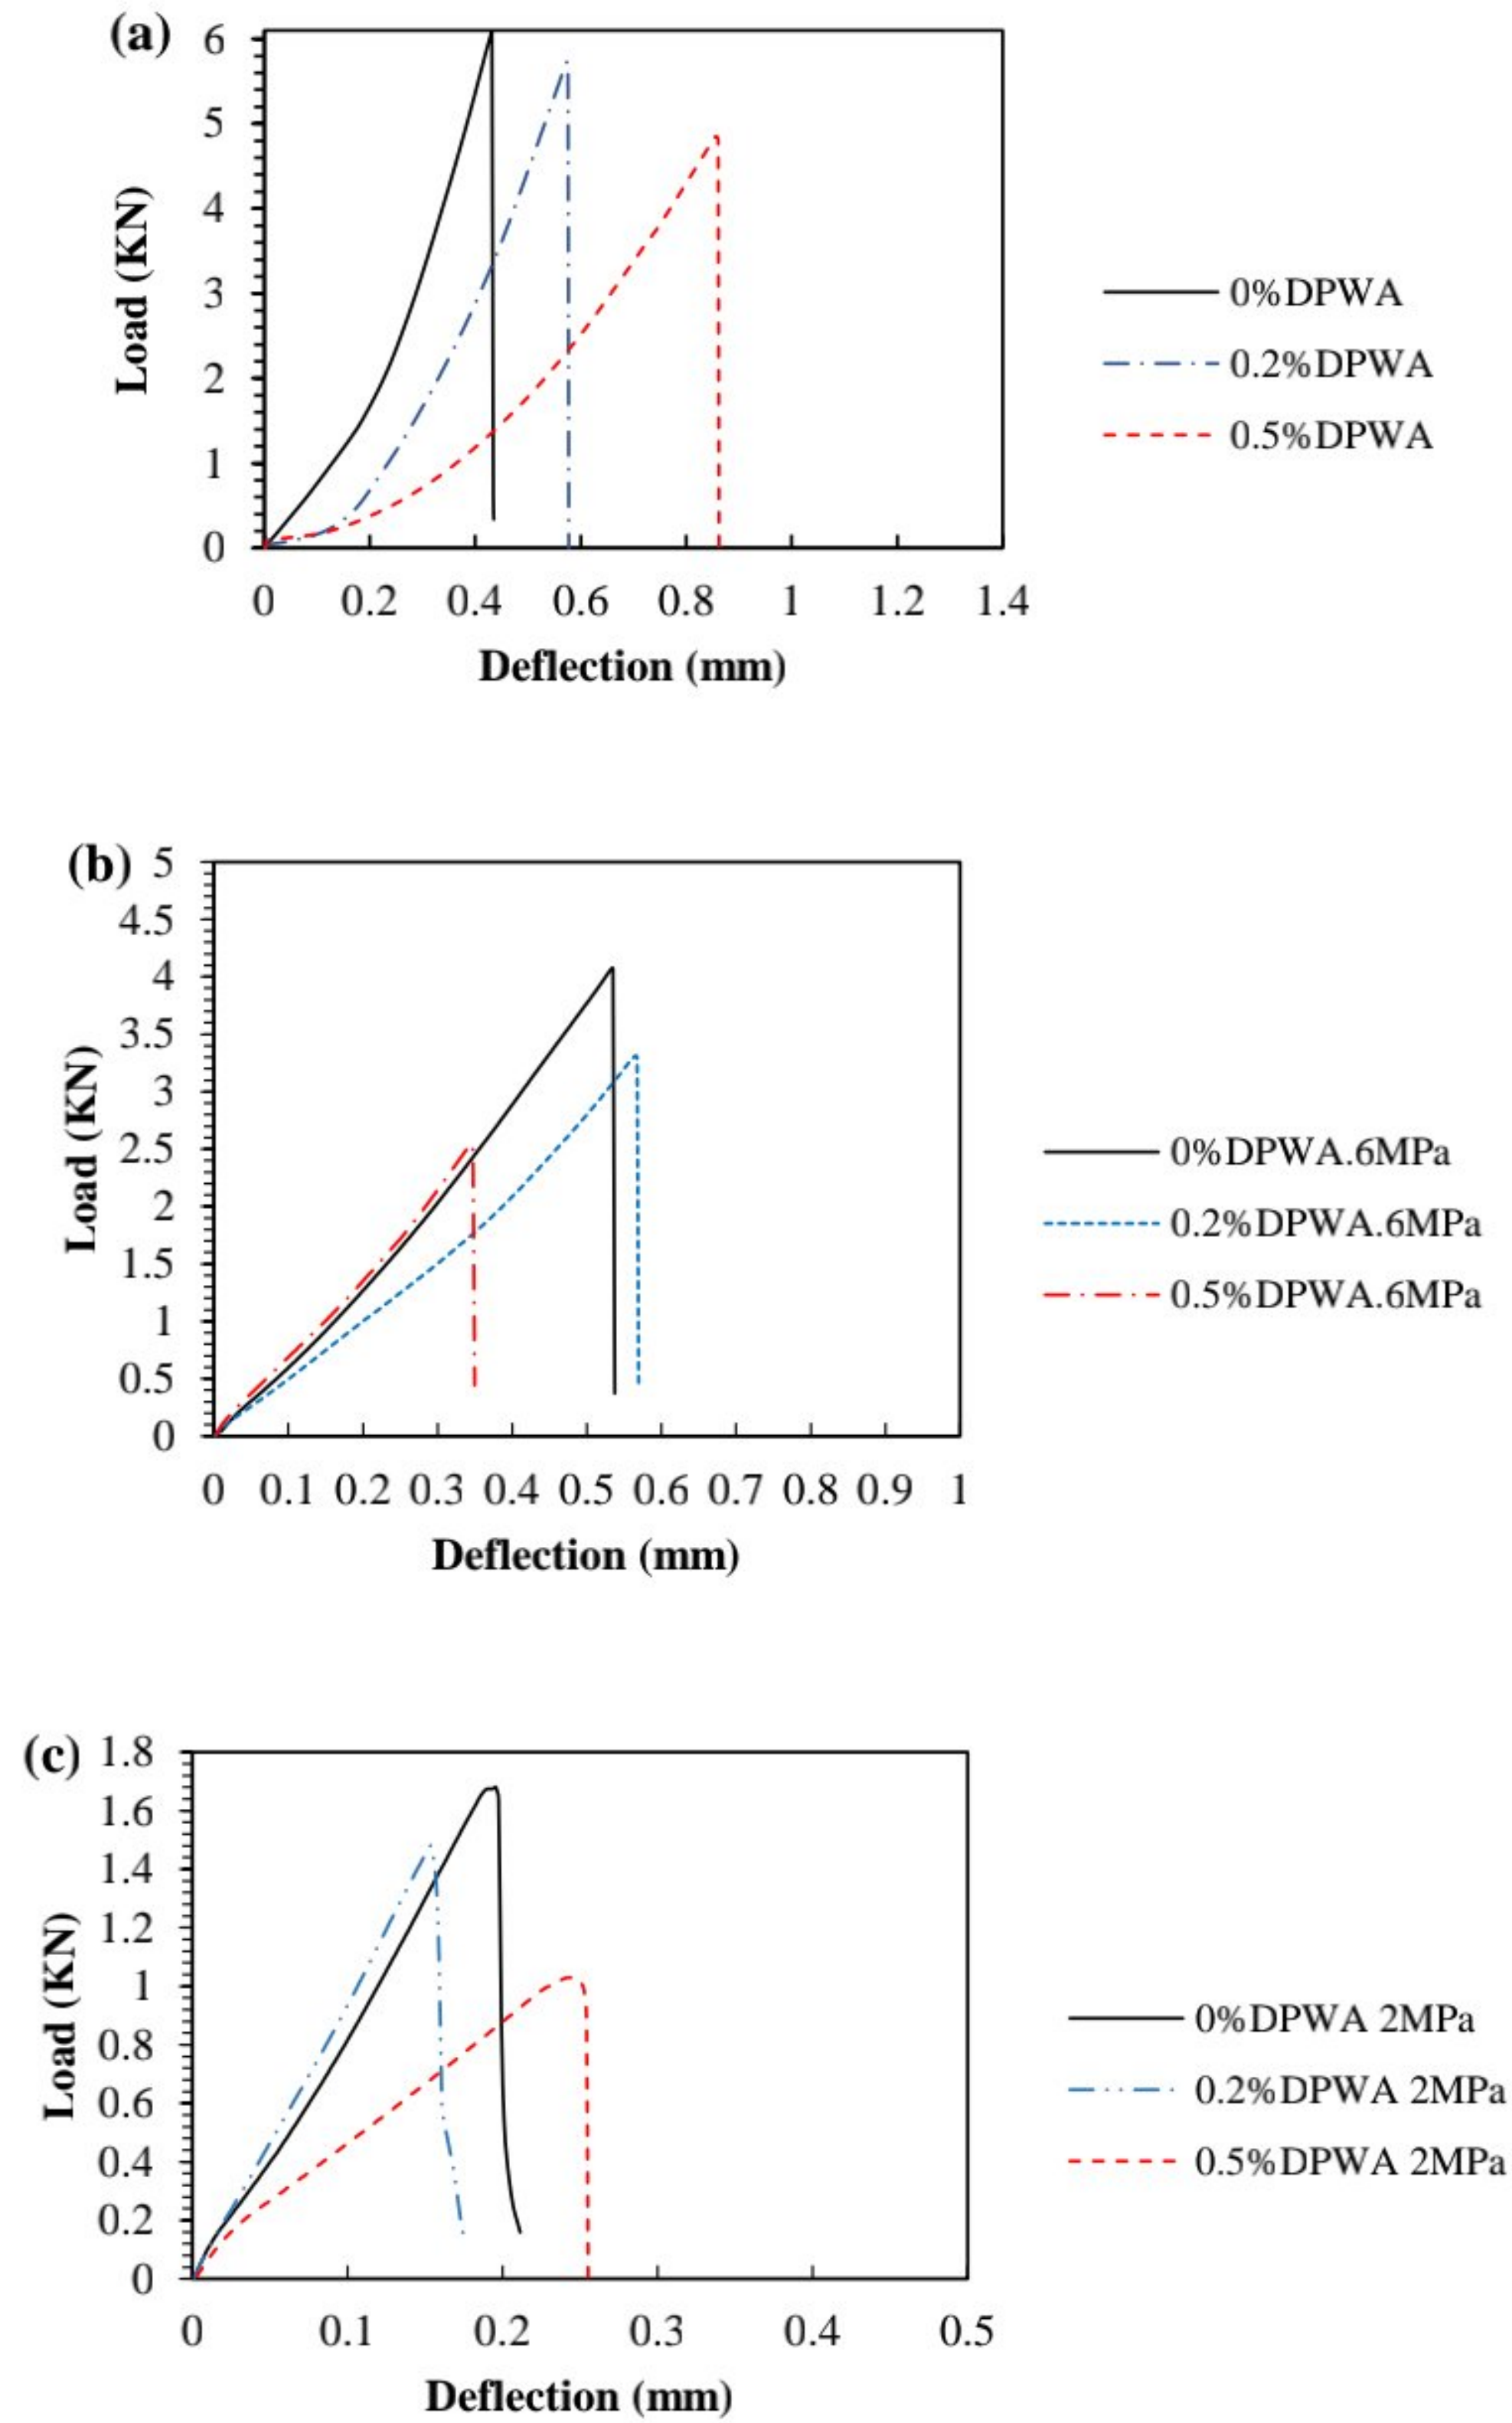 (a)
6
5
4
3
2
1
0
Load (KN)
0 0.2 0.4 0.6 0.8 1 1.2 1.4
Deflection (mm)
0%DPWA
0.2%DPWA
0.5%DPWA
(b)
5
4.5
4
3.5
3
2.5
2
1.5
1
0.5
0
Load (KN)
0 0.1 0.2 0.3 0.4 0.5 0.6 0.7 0.8 0.9 1
Deflection (mm)
0%DPWA.6MPa
0.2%DPWA.6MPa
0.5%DPWA.6MPa
(c)
1.8
1.6
1.4
1.2
1
0.8
0.6
0.4
0.2
0
Load (KN)
0 0.1 0.2 0.3 0.4 0.5
Deflection (mm)
0%DPWA 2MPa
0.2%DPWA 2MPa
0.5%DPWA 2MPa